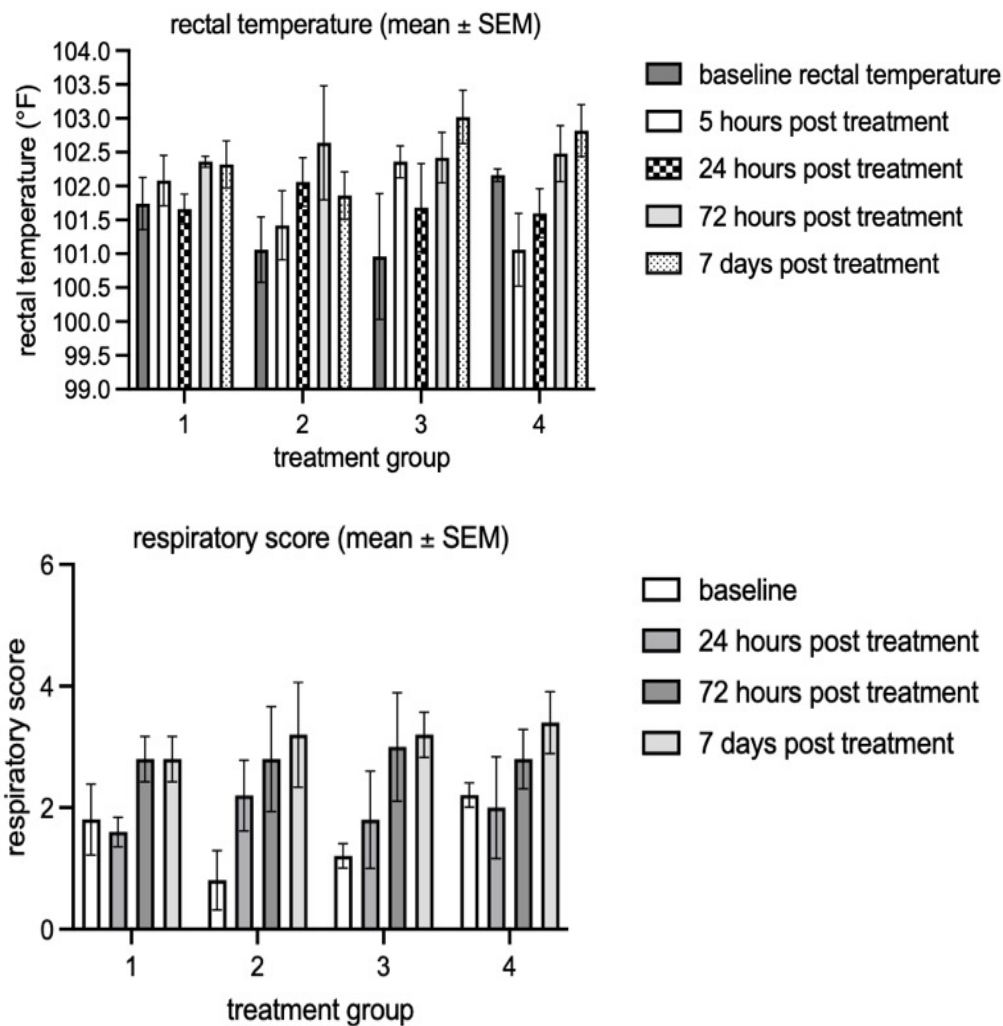 rectal temperature (mean ± SEM)
104.0
103.5
103.0
102.5
102.0
101.5
101.0
100.5
100.0
99.5
99.0
rectal temperature (°F)
1 2 3 4
treatment group
baseline rectal temperature
5 hours post treatment
24 hours post treatment
72 hours post treatment
7 days post treatment
respiratory score (mean ± SEM)
6
4
2
0
respiratory score
1 2 3 4
treatment group
baseline
24 hours post treatment
72 hours post treatment
7 days post treatment